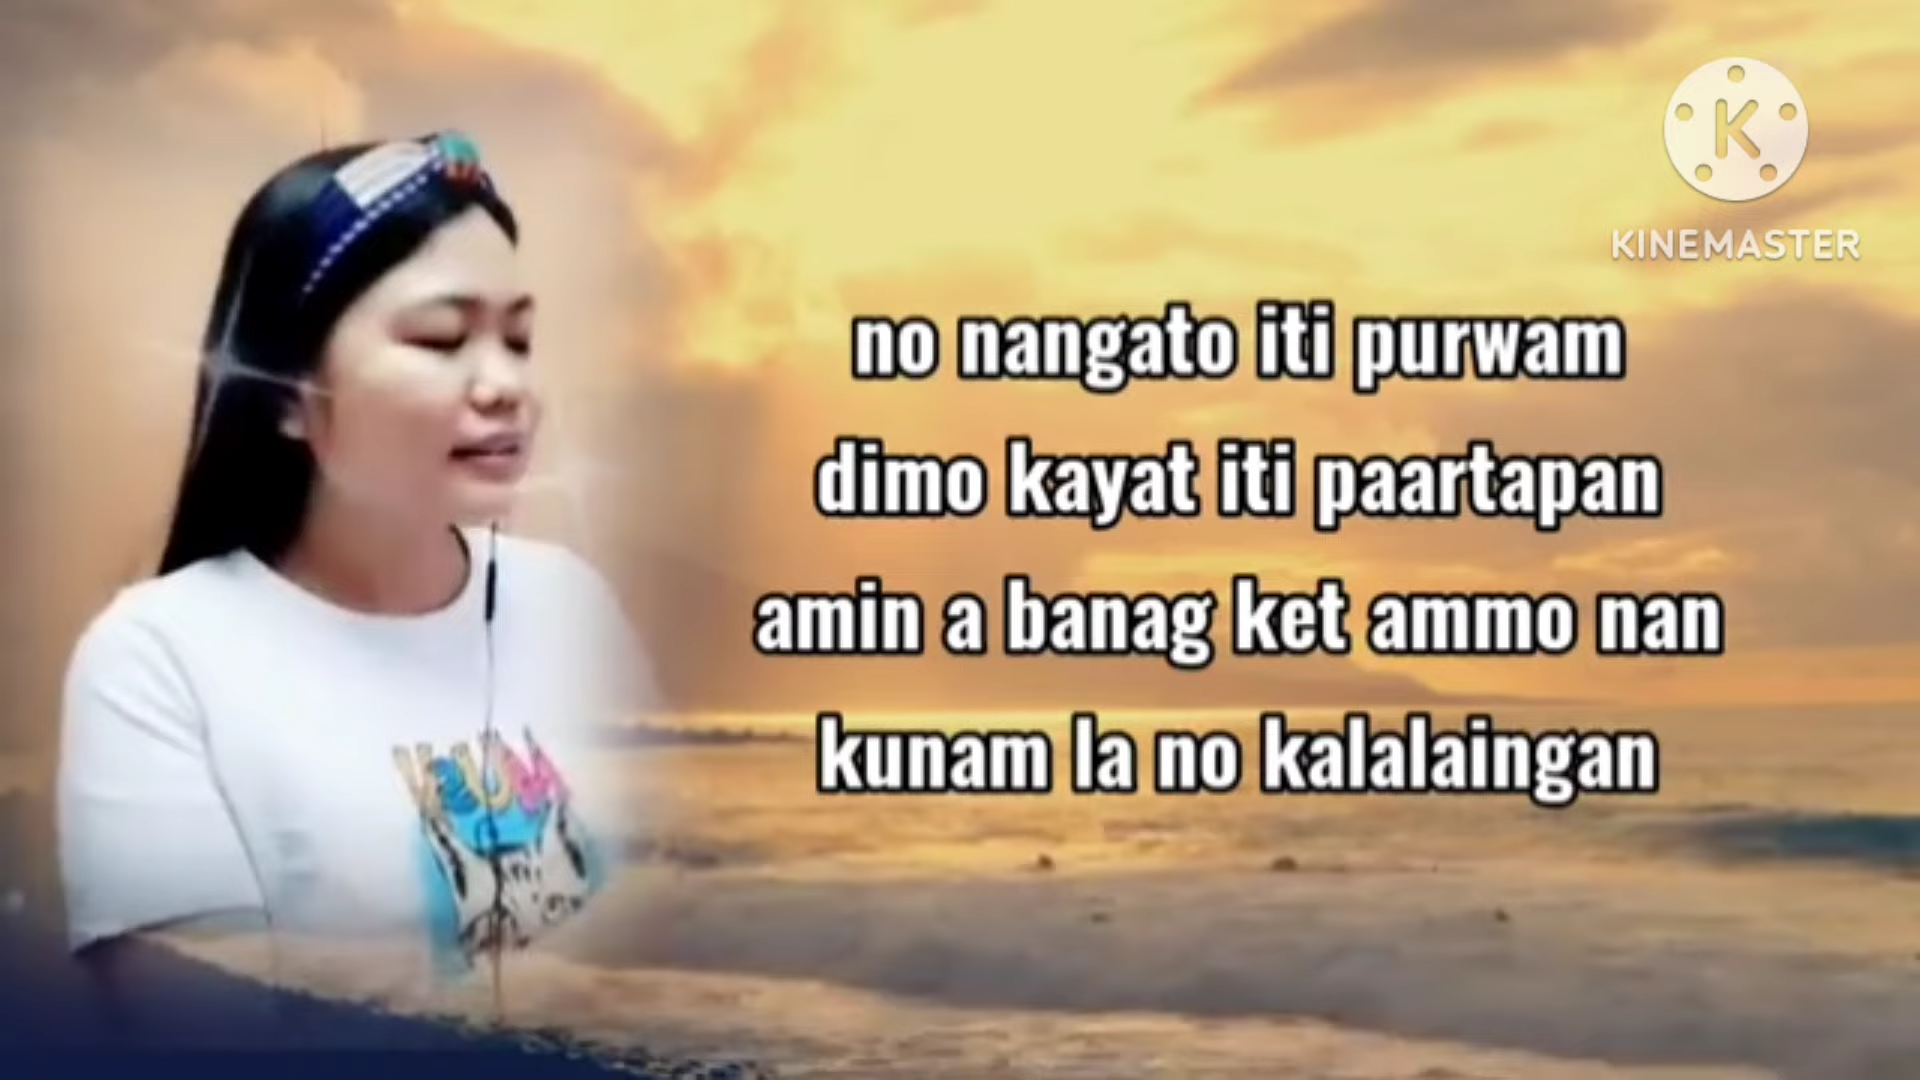 K
KINEMASTER
no nangato iti purwam
dimo kayat iti paartapan
amin a banag ket ammo nan
kunam la no kalalaingan